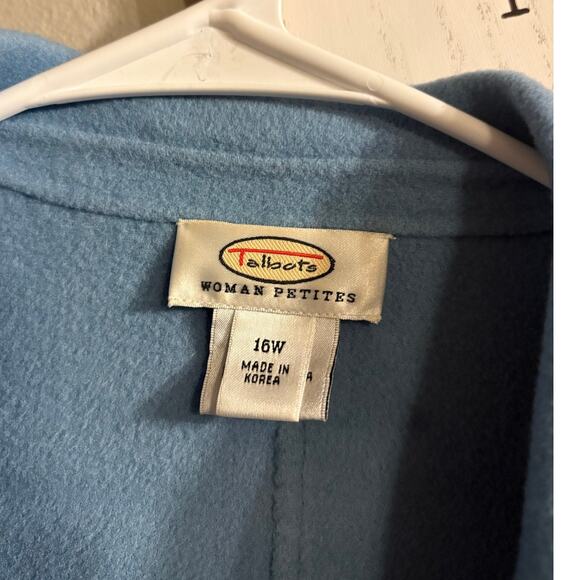 Talbots
WOMAN PETITES
16W
MADE IN
KOREA
A